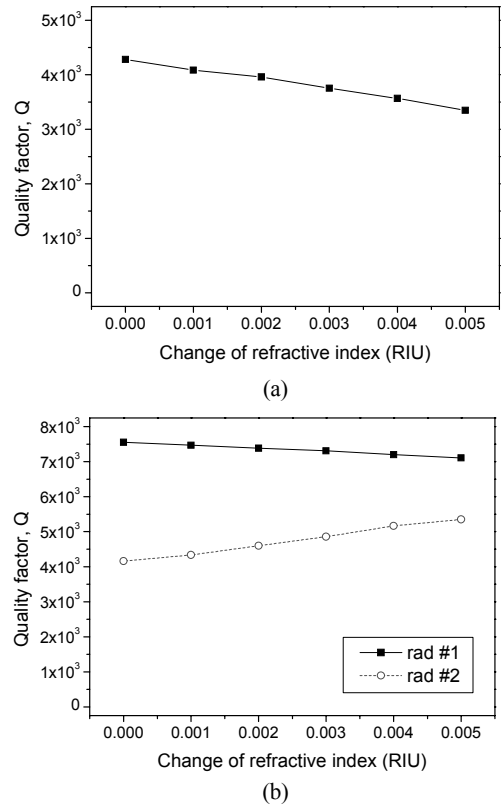 5x10³
4x10³
3x10³
2x10³
1x10³
0
Quality factor, Q
0.000 0.001 0.002 0.003 0.004 0.005
Change of refractive index (RIU)
(a)
8x10³
7x10³
6x10³
5x10³
4x10³
3x10³
2x10³
1x10³
0
Quality factor, Q
rad #1
rad #2
0.000 0.001 0.002 0.003 0.004 0.005
Change of refractive index (RIU)
(b)